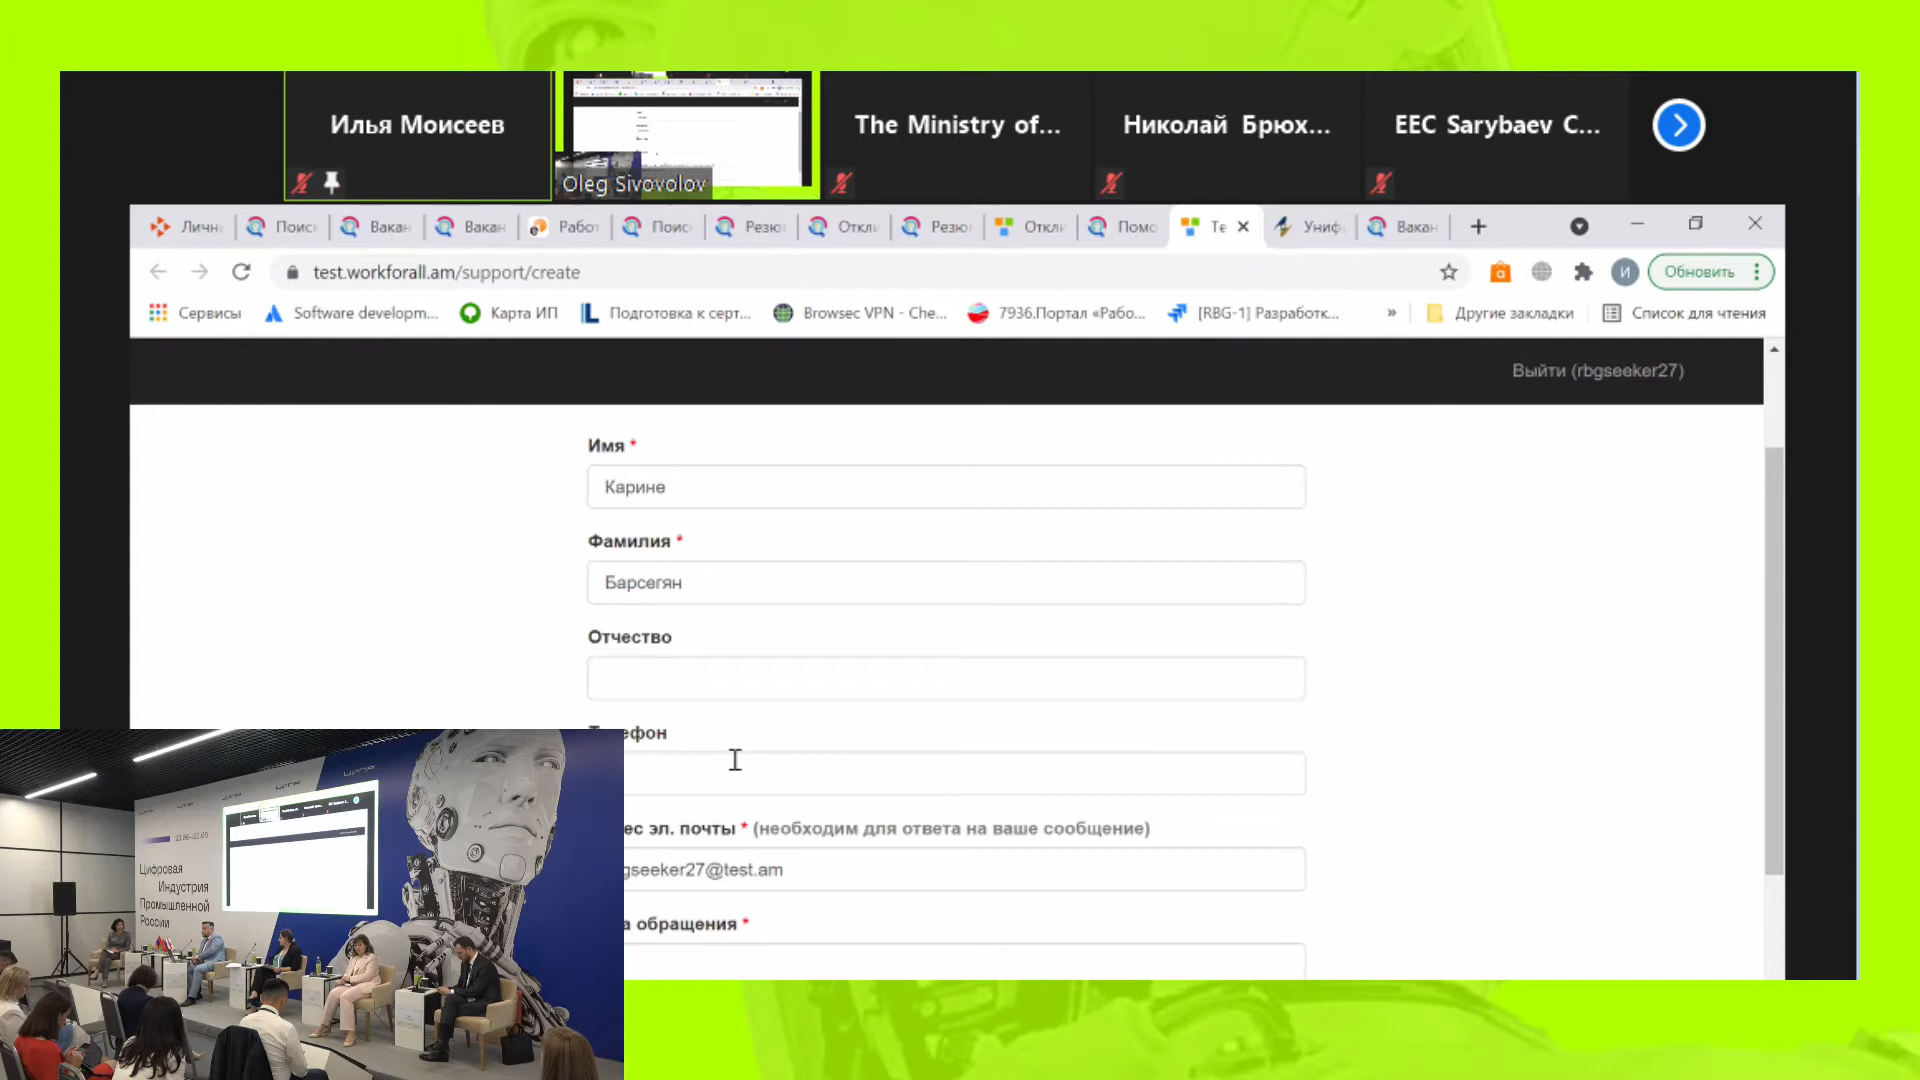 Илья Моисеев
Oleg Sivovolov
The Ministry of...
Николай Брюх...
EEC Sarybaev C...
Личн
Поис
Вакан
Вакан
Работ
Поис
Резю
Откл
Резю
Откл
Помо
Те
Униф
Вакан
test.workforall.am/support/create
И
Обновить
Сервисы
Software developm...
Карта ИП
Подготовка к серт...
Browsec VPN - Che...
7936.Портал «Рабо...
[RBG-1] Разработк...
»
Другие закладки
Список для чтения
Выйти (rbgseeker27)
Имя *
Карине
Фамилия *
Барсегян
Отчество
ефон
ес эл. почты * (необходим для ответа на ваше сообщение)
gseeker27@test.am
а обращения *
ЦИПР
Цифровая
Индустрия
Промышленной
России